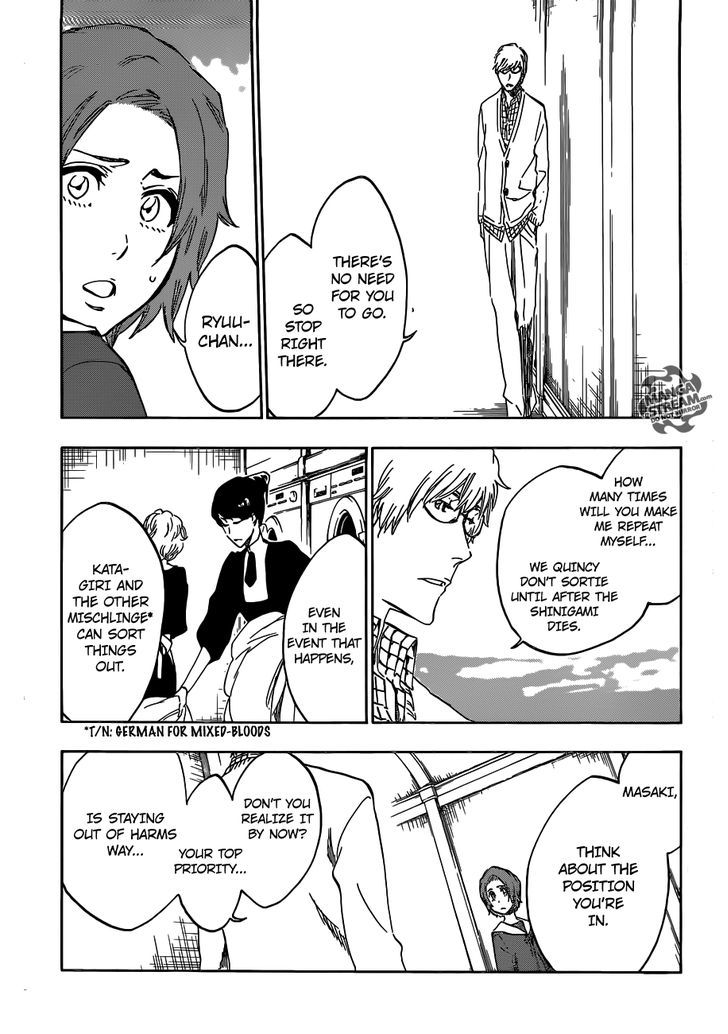 THERE'S
NO NEED
FOR YOU
TO GO.
SO
STOP
RIGHT
THERE.
RYUU-
CHAN...
MANGA
STREAM.com
DO NOT MIRROR
HOW
MANY TIMES
WILL YOU MAKE
ME REPEAT
MYSELF...
WE QUINCY
DON'T SORTIE
UNTIL AFTER THE
SHINIGAMI
DIES.
EVEN
IN THE
EVENT THAT
HAPPENS,
KATA-
GIRI AND
THE OTHER
MISCHLINGE*
CAN SORT
THINGS
OUT.
*T/N: GERMAN FOR MIXED-BLOODS
MASAKI,
THINK
ABOUT THE
POSITION
YOU'RE
IN.
DON'T YOU
REALIZE IT
BY NOW?
YOUR TOP
PRIORITY...
IS STAYING
OUT OF HARMS
WAY...